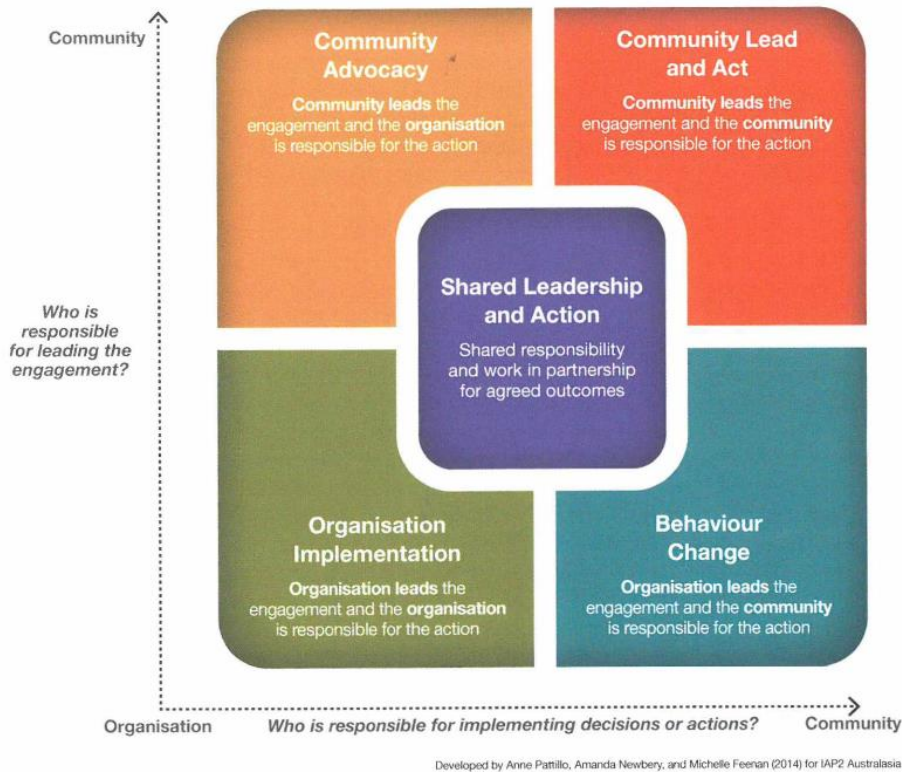 Community
Community
Advocacy
Community leads the
engagement and the organisation
is responsible for the action
Community Lead
and Act
Community leads the
engagement and the community
is responsible for the action
Who is
responsible
for leading the
engagement?
Shared Leadership
and Action
Shared responsibility
and work in partnership
for agreed outcomes
Organisation
Implementation
Organisation leads the
engagement and the organisation
is responsible for the action
Behaviour
Change
Organisation leads the
engagement and the community
is responsible for the action
Organisation
Who is responsible for implementing decisions or actions?
Community
Developed by Anne Pattillo, Amanda Newbery, and Michelle Feenan (2014) for IAP2 Australasia